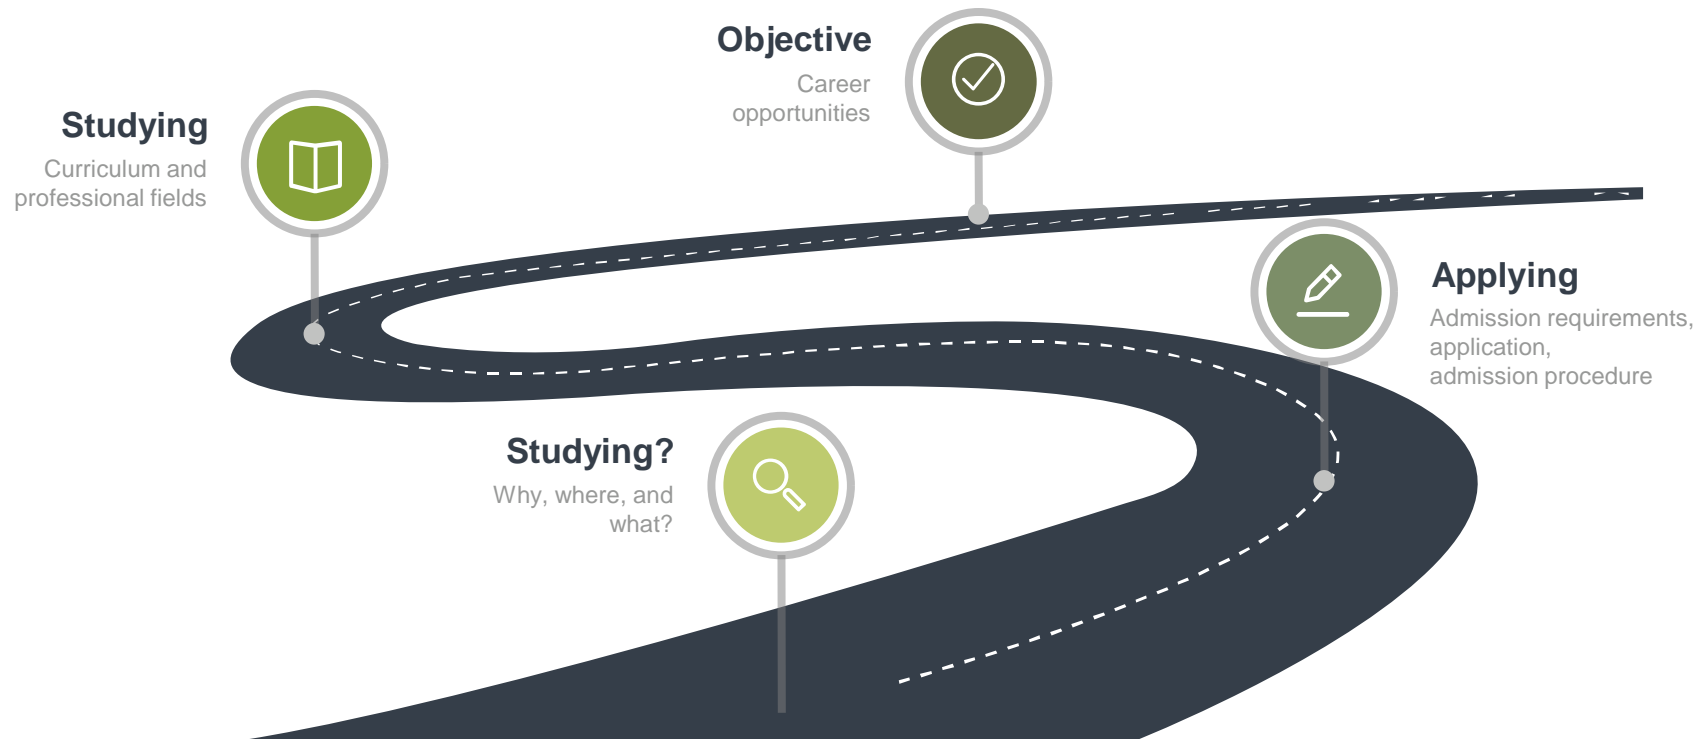 Objective
Career
opportunities
Studying
Curriculum and
professional fields
Applying
Admission requirements,
application,
admission procedure
Studying?
Why, where, and
what?